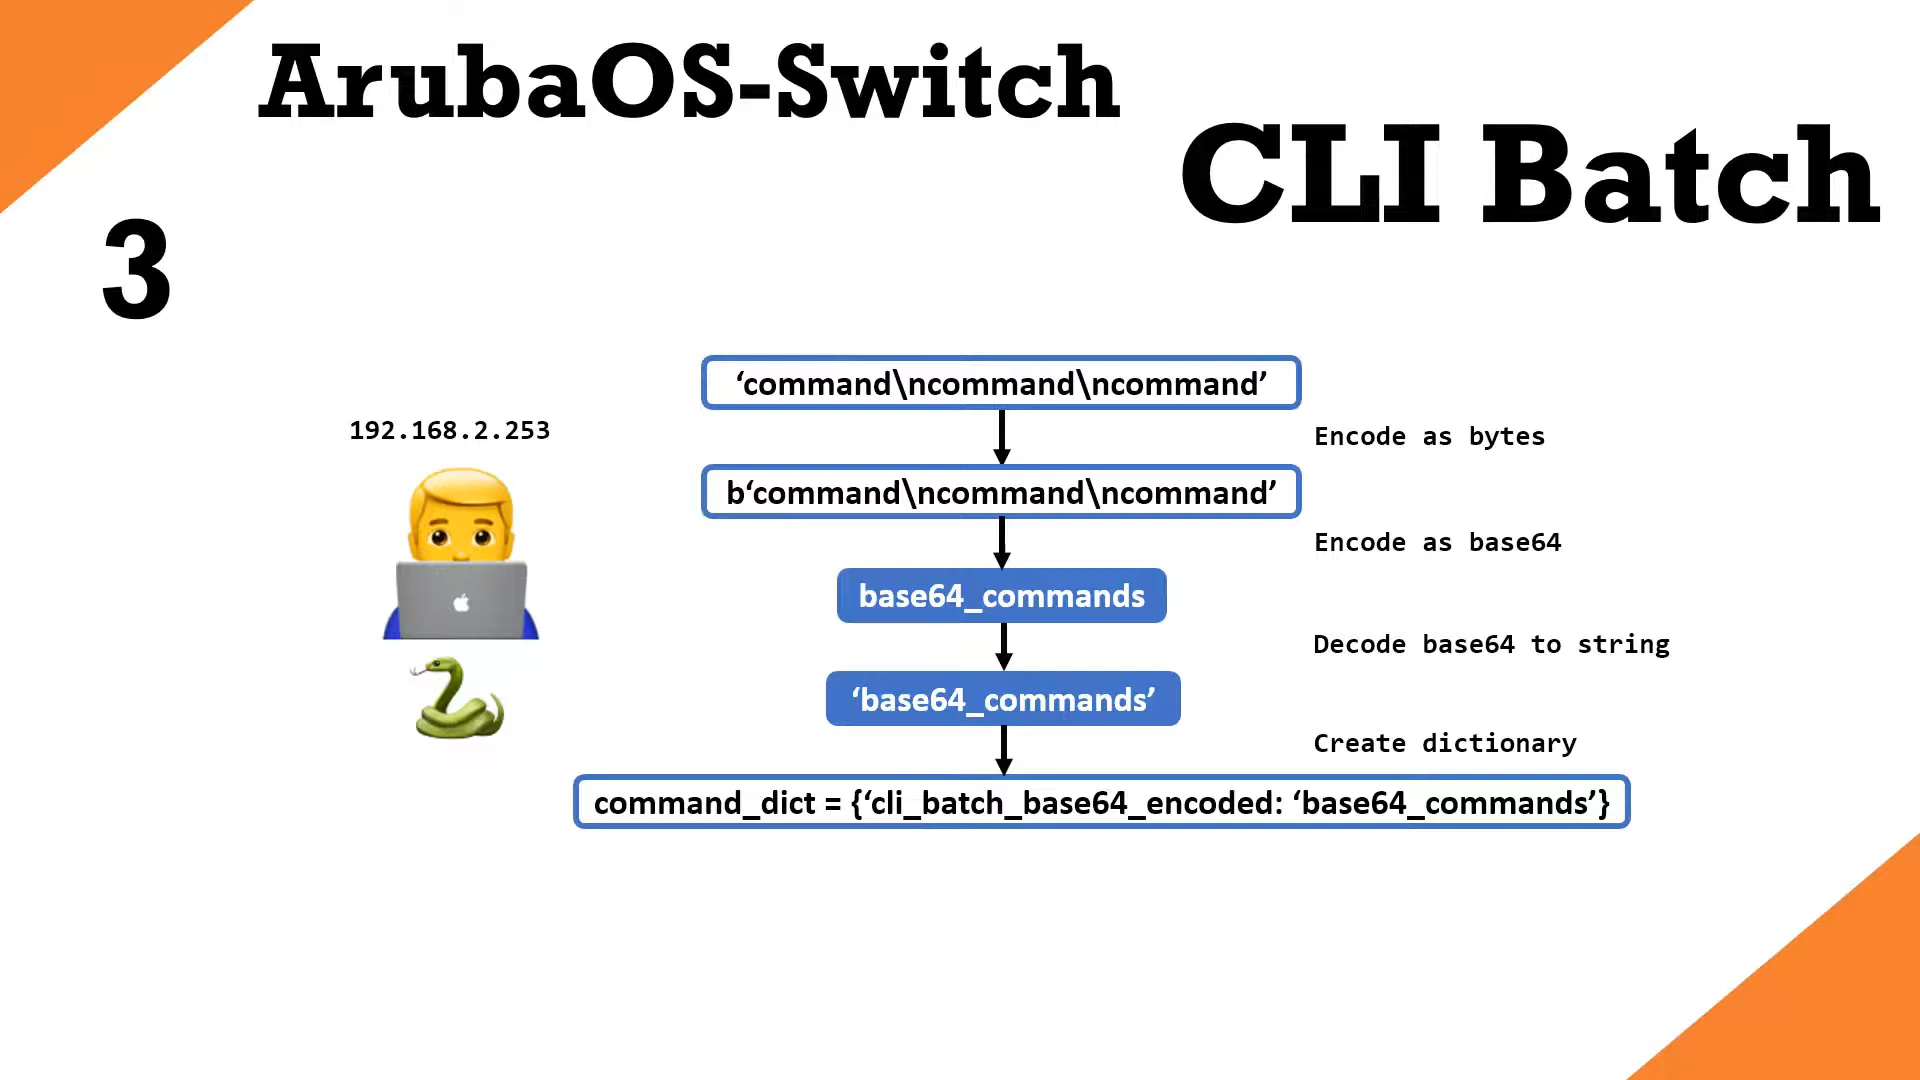 ArubaOS-Switch
CLI Batch
3
‘command\ncommand\ncommand’
192.168.2.253
Encode as bytes
b‘command\ncommand\ncommand’
Encode as base64
base64_commands
Decode base64 to string
‘base64_commands’
Create dictionary
command_dict = {‘cli_batch_base64_encoded: ‘base64_commands’}